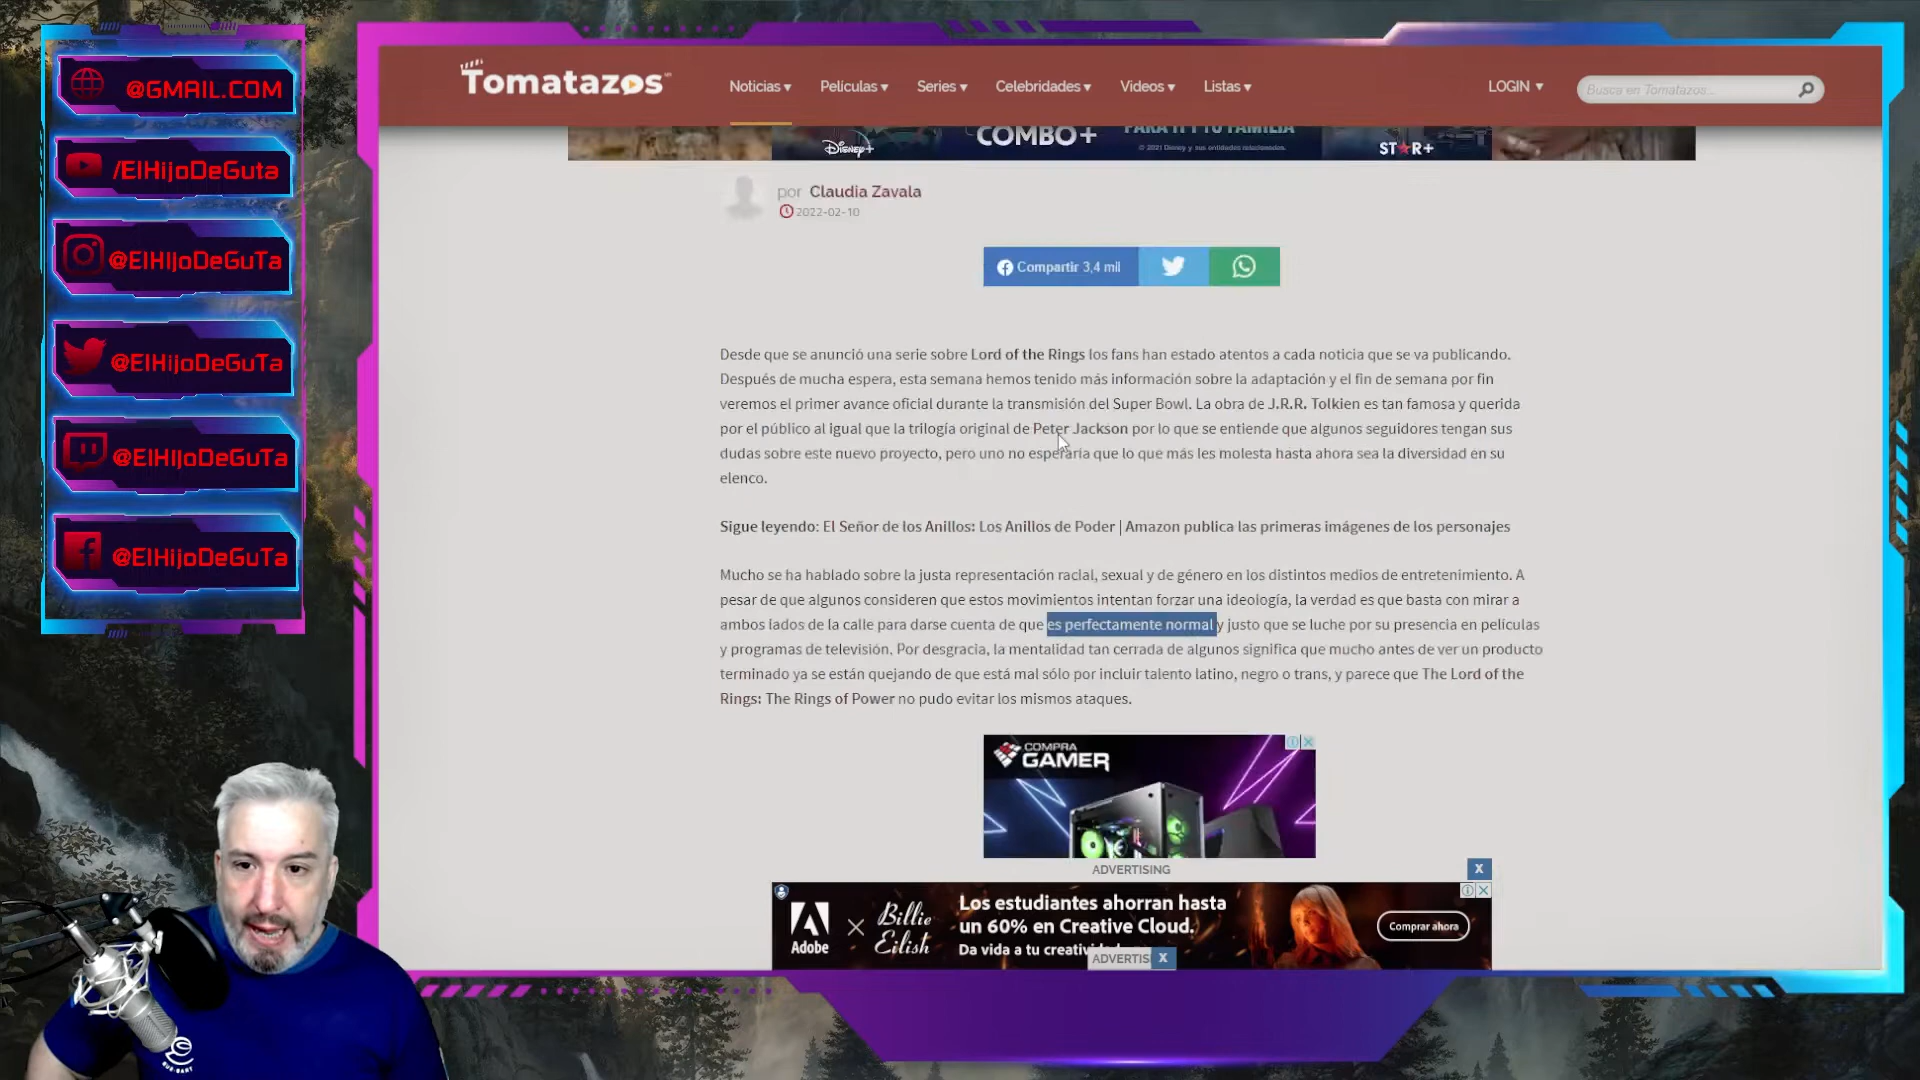 @GMAIL.COM
/ElHijoDeGuta
@ElHIjoDeGuTa
@ElHijoDeGuTa
@ElHijoDeGuTa
@ElHijoDeGuTa
Tomatazos
Noticias Películas Series Celebridades Videos Listas
LOGIN
Busca en Tomatazos...
Disney+
COMBO+
PARA TI Y TU FAMILIA
© 2021 Disney y sus entidades relacionadas.
STAR+
por Claudia Zavala
2022-02-10
Compartir 3,4 mil
Desde que se anunció una serie sobre Lord of the Rings los fans han estado atentos a cada noticia que se va publicando.
Después de mucha espera, esta semana hemos tenido más información sobre la adaptación y el fin de semana por fin
veremos el primer avance oficial durante la transmisión del Super Bowl. La obra de J.R.R. Tolkien es tan famosa y querida
por el público al igual que la trilogía original de Peter Jackson por lo que se entiende que algunos seguidores tengan sus
dudas sobre este nuevo proyecto, pero uno no esperaría que lo que más les molesta hasta ahora sea la diversidad en su
elenco.
Sigue leyendo: El Señor de los Anillos: Los Anillos de Poder | Amazon publica las primeras imágenes de los personajes
Mucho se ha hablado sobre la justa representación racial, sexual y de género en los distintos medios de entretenimiento. A
pesar de que algunos consideren que estos movimientos intentan forzar una ideología, la verdad es que basta con mirar a
ambos lados de la calle para darse cuenta de que es perfectamente normal y justo que se luche por su presencia en películas
y programas de televisión. Por desgracia, la mentalidad tan cerrada de algunos significa que mucho antes de ver un producto
terminado ya se están quejando de que está mal sólo por incluir talento latino, negro o trans, y parece que The Lord of the
Rings: The Rings of Power no pudo evitar los mismos ataques.
COMPRA
GAMER
ADVERTISING
X
Adobe
Billie
Eilish
Los estudiantes ahorran hasta
un 60% en Creative Cloud.
Da vida a tu creativi
Comprar ahora
ADVERTIS
X